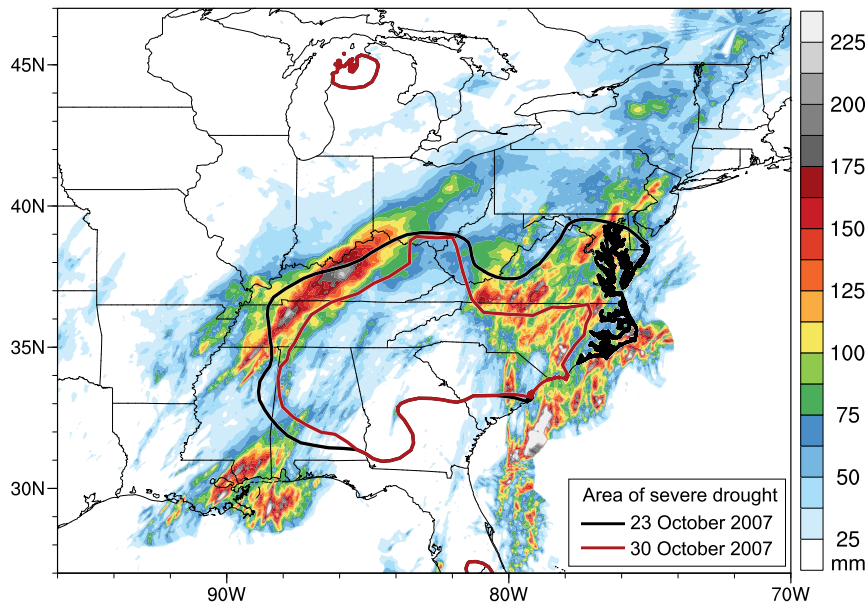 45N
40N
35N
30N
90W
80W
70W
225
200
175
150
125
100
75
50
25
mm
Area of severe drought
23 October 2007
30 October 2007